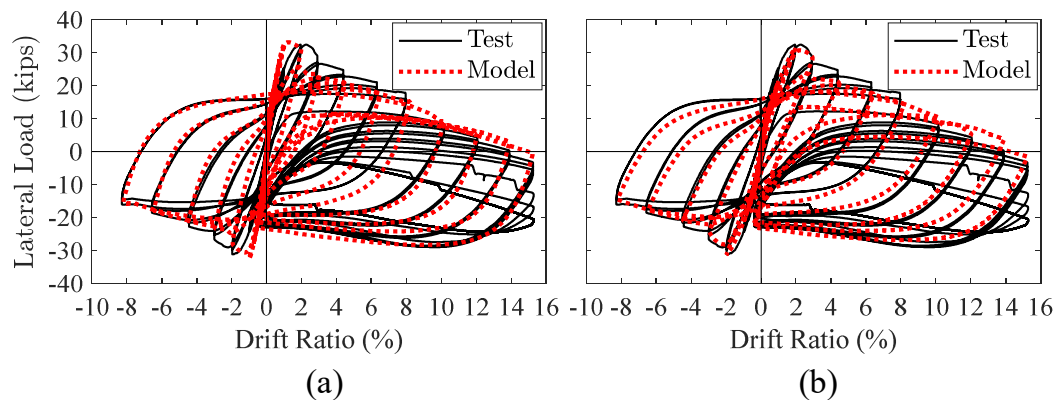 Lateral Load (kips)
40
30
20
10
0
-10
-20
-30
-40
Test
Model
-10 -8 -6 -4 -2 0 2 4 6 8 10 12 14 16
Drift Ratio (%)
(a)
Test
Model
-10 -8 -6 -4 -2 0 2 4 6 8 10 12 14 16
Drift Ratio (%)
(b)